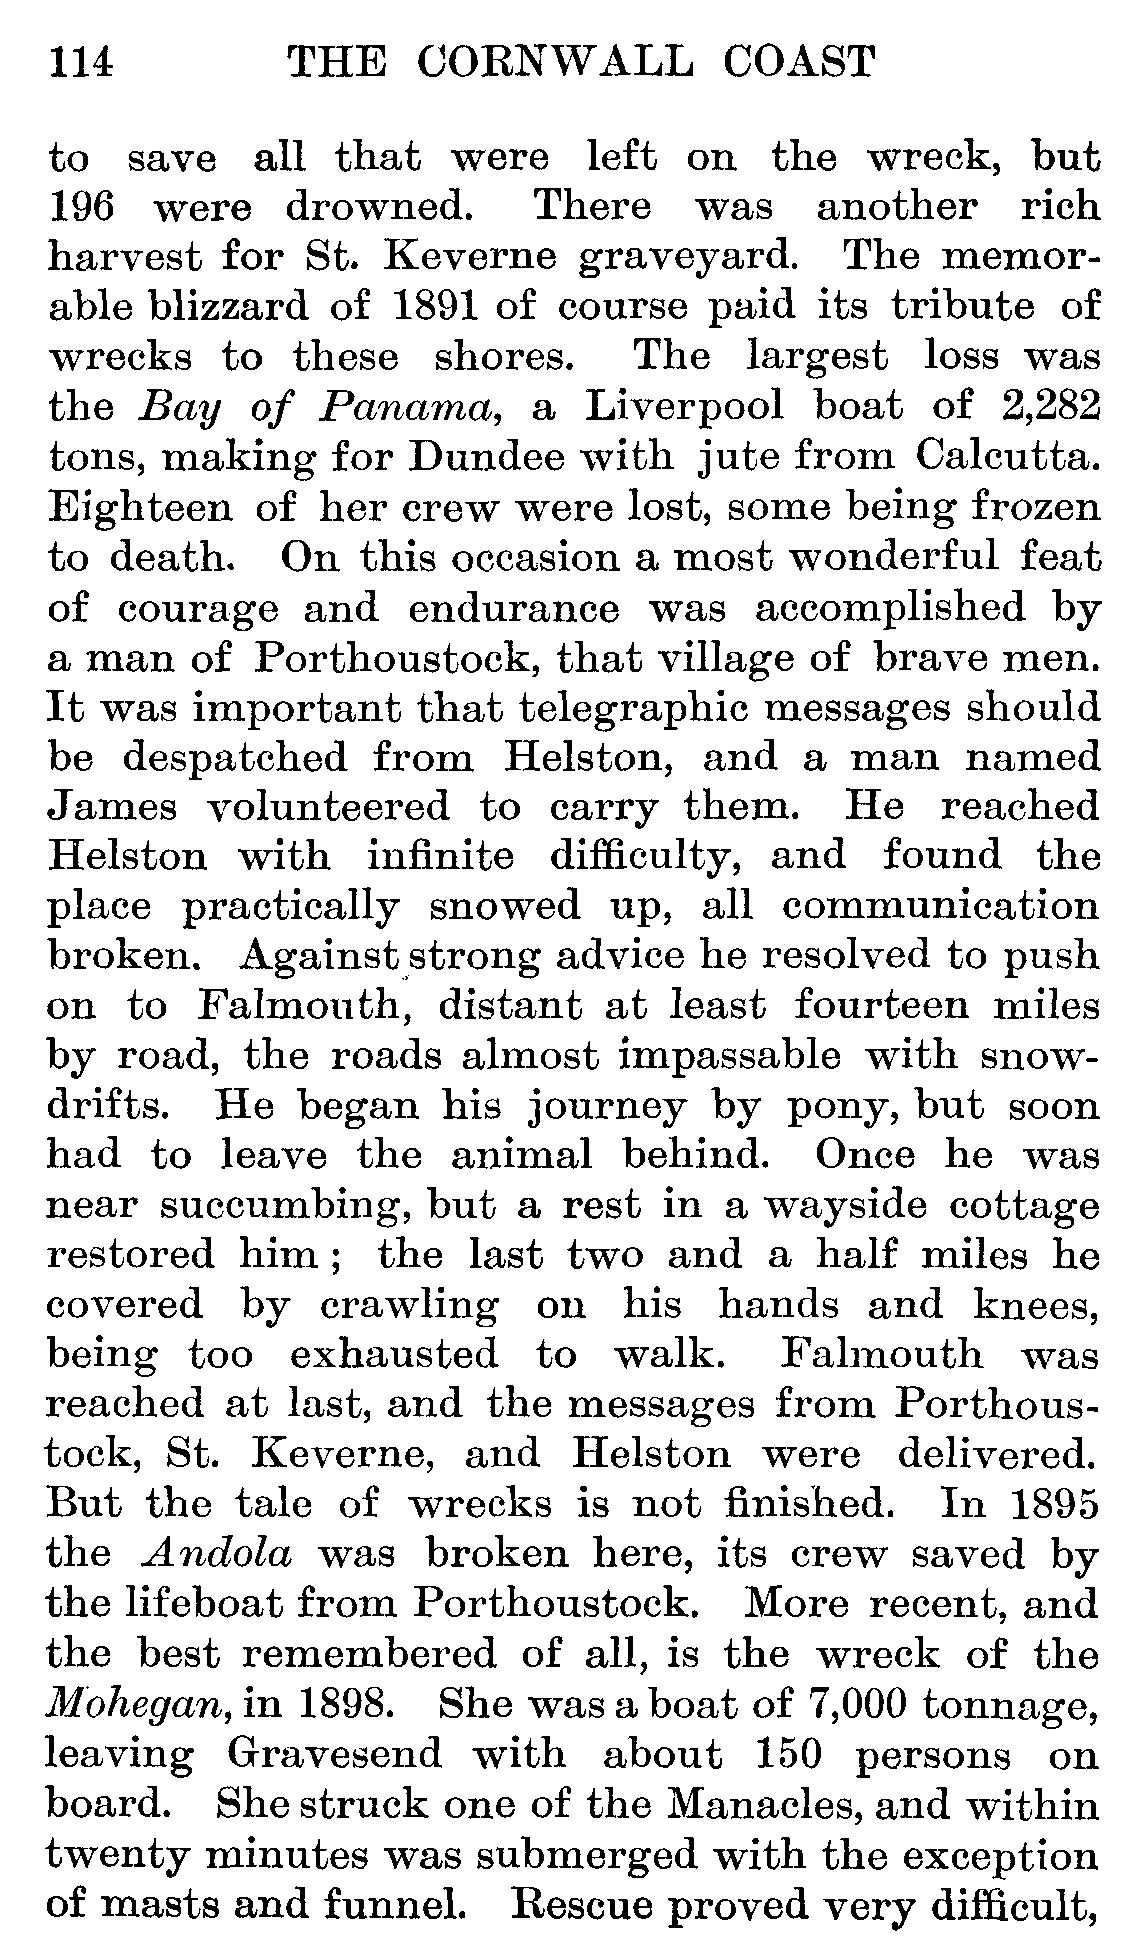 114 THE CORNWALL COAST
to save all that were left on the wreck, but
196 were drowned. There was another rich
harvest for St. Keverne graveyard. The memor-
able blizzard of 1891 of course paid its tribute of
wrecks to these shores. The largest loss was
the Bay of Panama, a Liverpool boat of 2,282
tons, making for Dundee with jute from Calcutta.
Eighteen of her crew were lost, some being frozen
to death. On this occasion a most wonderful feat
of courage and endurance was accomplished by
a man of Porthoustock, that village of brave men.
It was important that telegraphic messages should
be despatched from Helston, and a man named
James volunteered to carry them. He reached
Helston with infinite difficulty, and found the
place practically snowed up, all communication
broken. Against strong advice he resolved to push
on to Falmouth, distant at least fourteen miles
by road, the roads almost impassable with snow-
drifts. He began his journey by pony, but soon
had to leave the animal behind. Once he was
near succumbing, but a rest in a wayside cottage
restored him ; the last two and a half miles he
covered by crawling on his hands and knees,
being too exhausted to walk. Falmouth was
reached at last, and the messages from Porthous-
tock, St. Keverne, and Helston were delivered.
But the tale of wrecks is not finished. In 1895
the Andola was broken here, its crew saved by
the lifeboat from Porthoustock. More recent, and
the best remembered of all, is the wreck of the
Mohegan, in 1898. She was a boat of 7,000 tonnage,
leaving Gravesend with about 150 persons on
board. She struck one of the Manacles, and within
twenty minutes was submerged with the exception
of masts and funnel. Rescue proved very difficult,